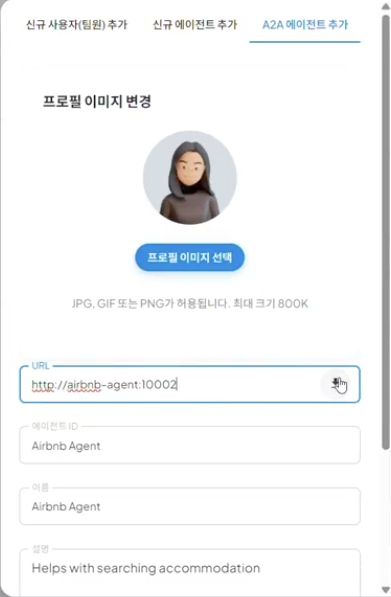 신규 사용자(팀원) 추가 신규 에이전트 추가 A2A 에이전트 추가
프로필 이미지 변경
프로필 이미지 선택
JPG, GIF 또는 PNG가 허용됩니다. 최대 크기 800K
URL
http://airbnb-agent:10002
에이전트 ID
Airbnb Agent
이름
Airbnb Agent
설명
Helps with searching accommodation